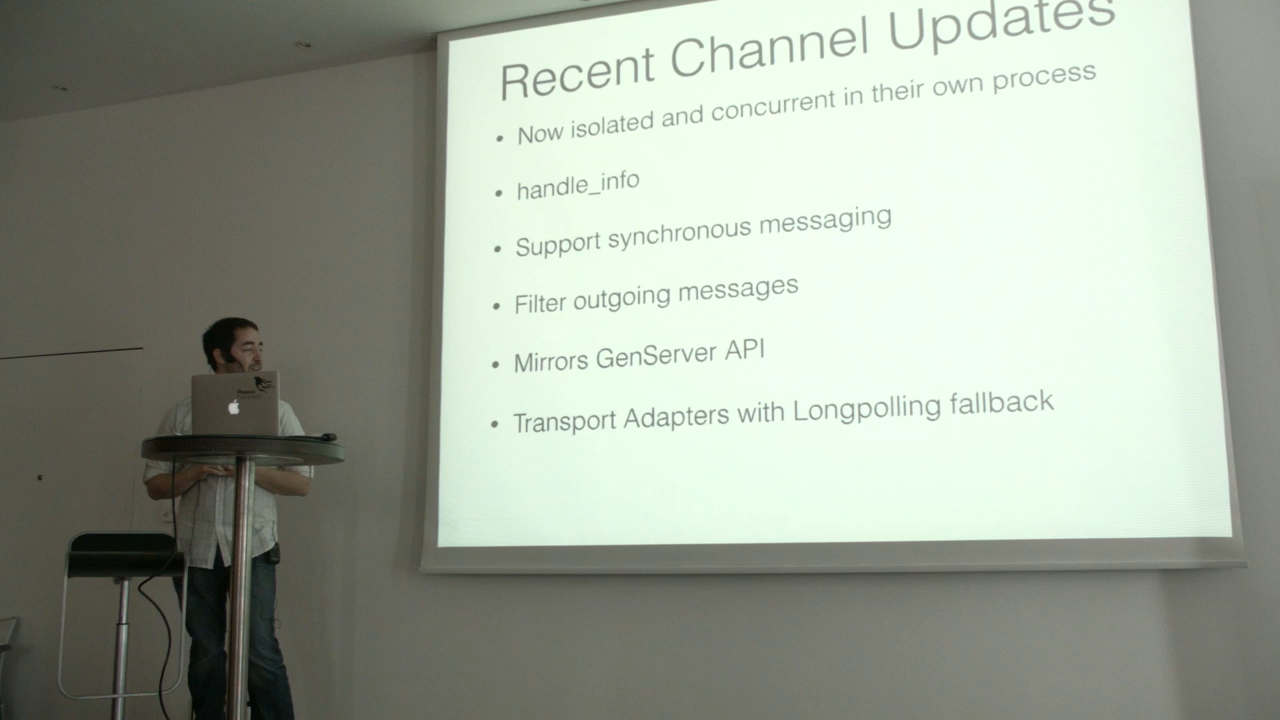 Recent Channel Updates
• Now isolated and concurrent in their own process
• handle_info
• Support synchronous messaging
• Filter outgoing messages
• Mirrors GenServer API
• Transport Adapters with Longpolling fallback